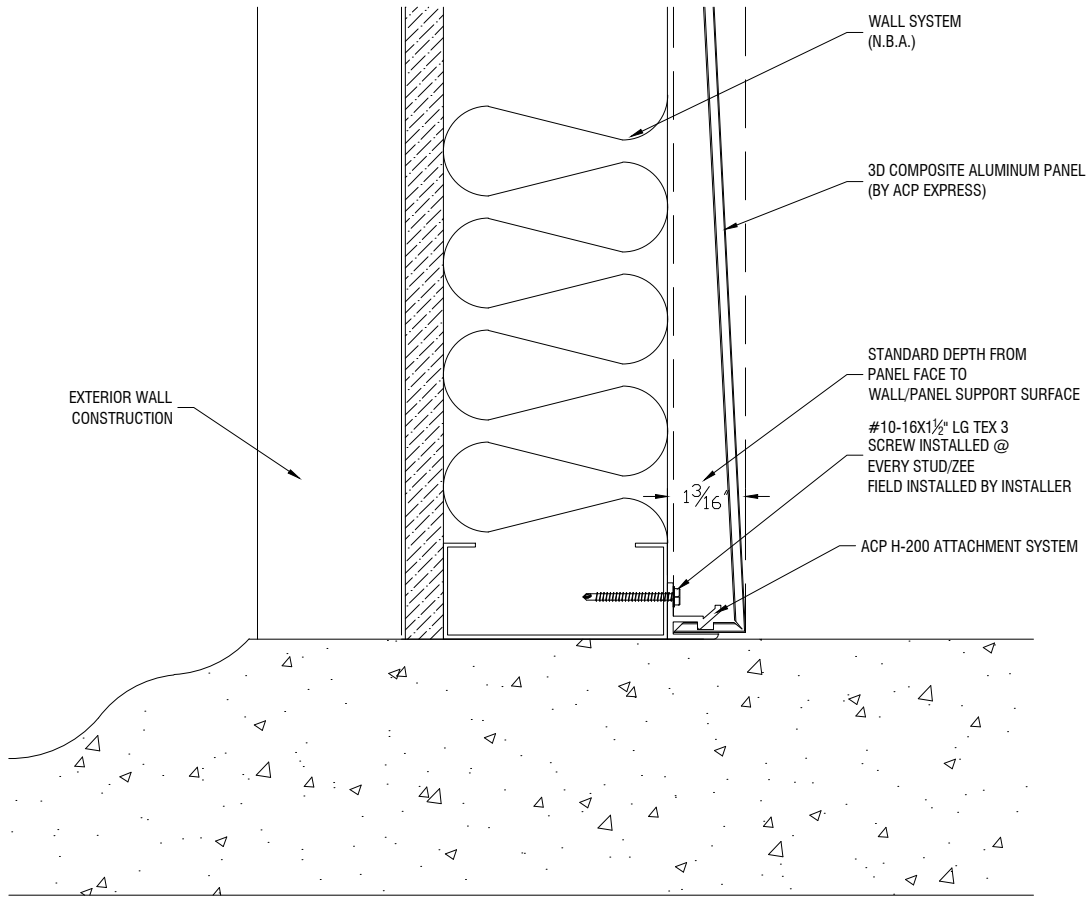 WALL SYSTEM
(N.B.A.)
3D COMPOSITE ALUMINUM PANEL
(BY ACP EXPRESS)
STANDARD DEPTH FROM
PANEL FACE TO
WALL/PANEL SUPPORT SURFACE
EXTERIOR WALL
CONSTRUCTION
#10-16X1½" LG TEX 3
SCREW INSTALLED @
EVERY STUD/ZEE
FIELD INSTALLED BY INSTALLER
1 3/16"
ACP H-200 ATTACHMENT SYSTEM